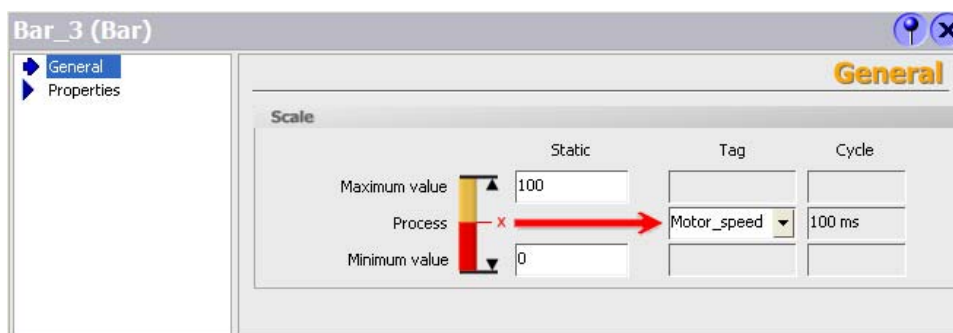 Bar_3 (Bar)
General
Properties
General
Scale
Static Tag Cycle
Maximum value 100
Process x Motor_speed 100 ms
Minimum value 0